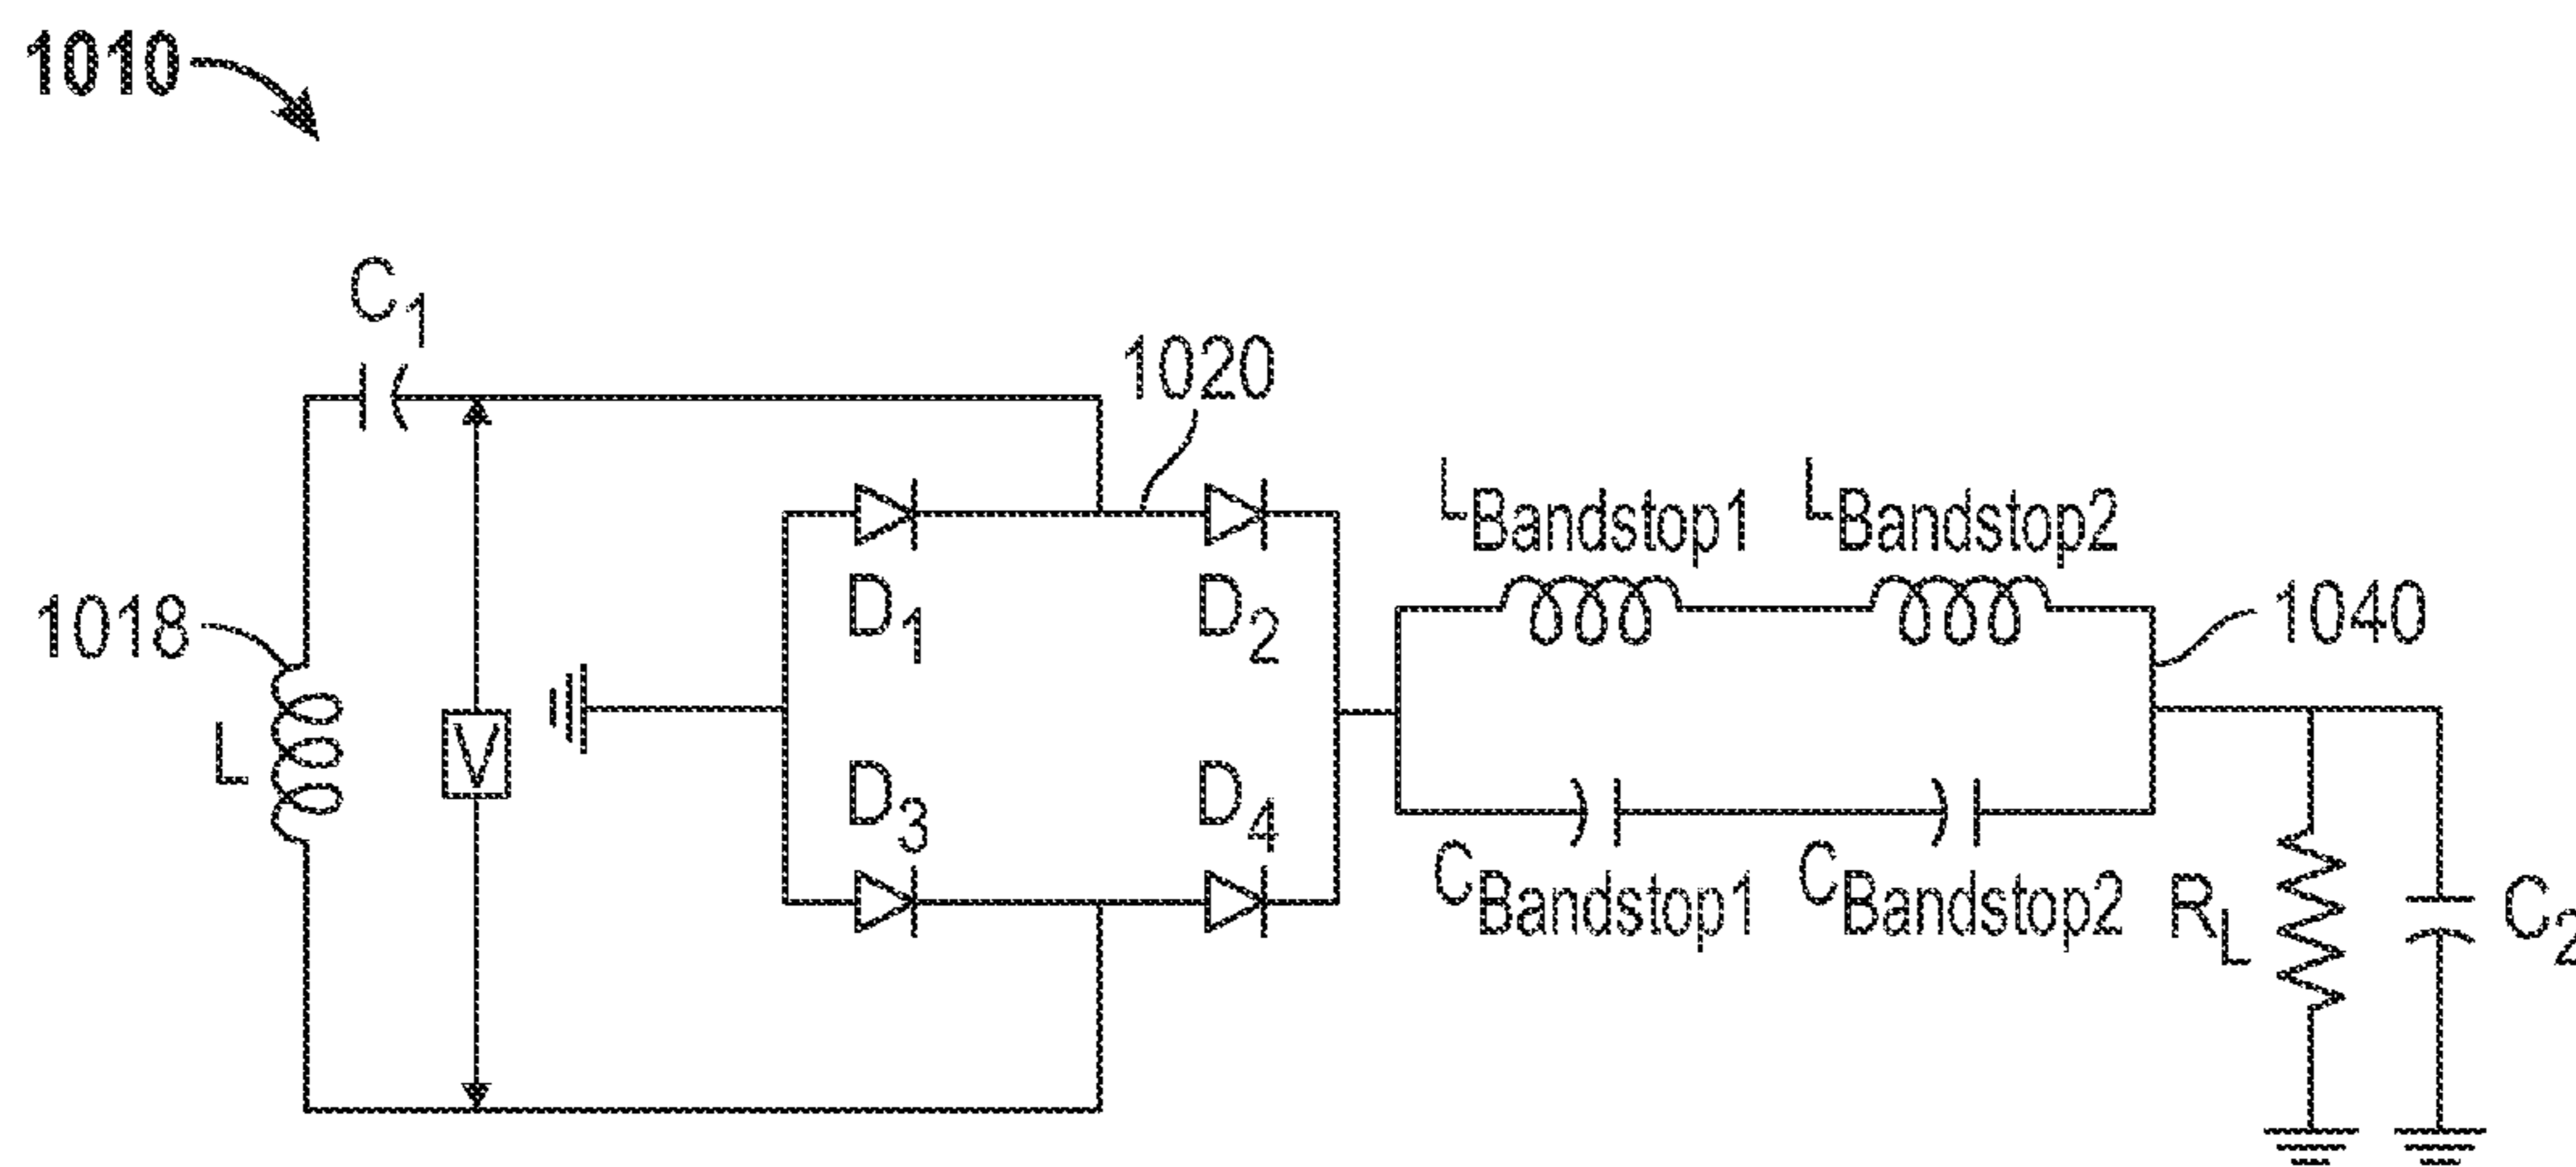 1010
C1
1020
LBandstop1 LBandstop2
1018
D1 D2
1040
L
V
D3 D4
CBandstop1 CBandstop2
RL C2